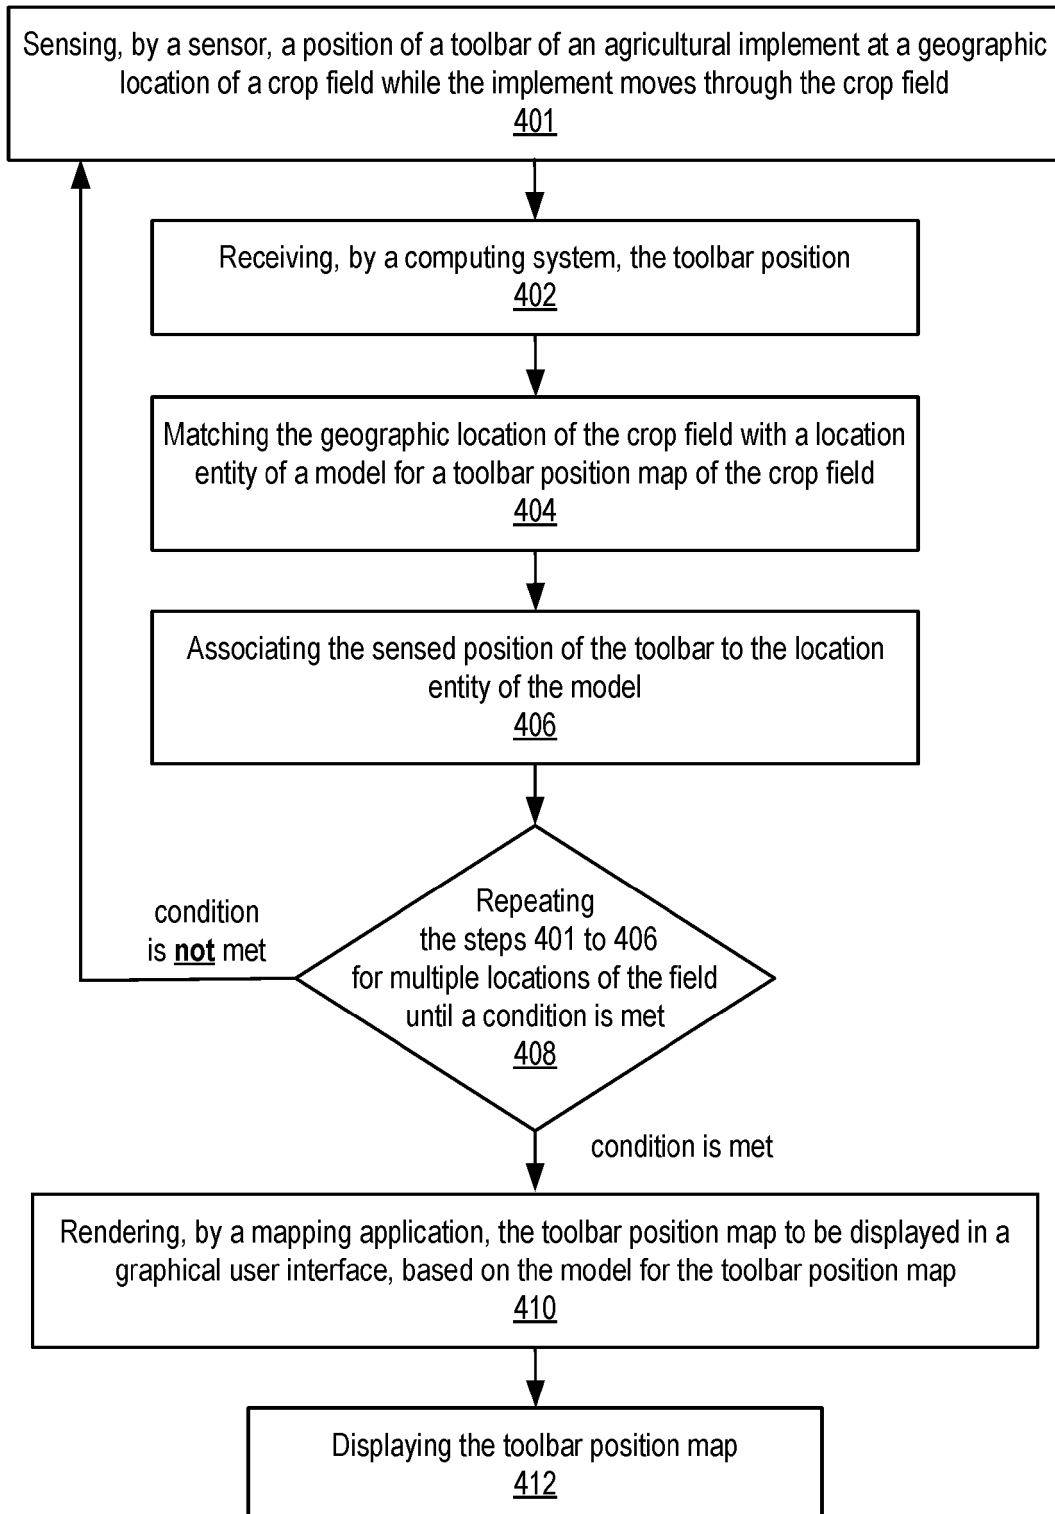 Sensing, by a sensor, a position of a toolbar of an agricultural implement at a geographic
location of a crop field while the implement moves through the crop field
401
Receiving, by a computing system, the toolbar position
402
Matching the geographic location of the crop field with a location
entity of a model for a toolbar position map of the crop field
404
Associating the sensed position of the toolbar to the location
entity of the model
406
Repeating
the steps 401 to 406
for multiple locations of the field
until a condition is met
408
condition
is not met
condition is met
Rendering, by a mapping application, the toolbar position map to be displayed in a
graphical user interface, based on the model for the toolbar position map
410
Displaying the toolbar position map
412